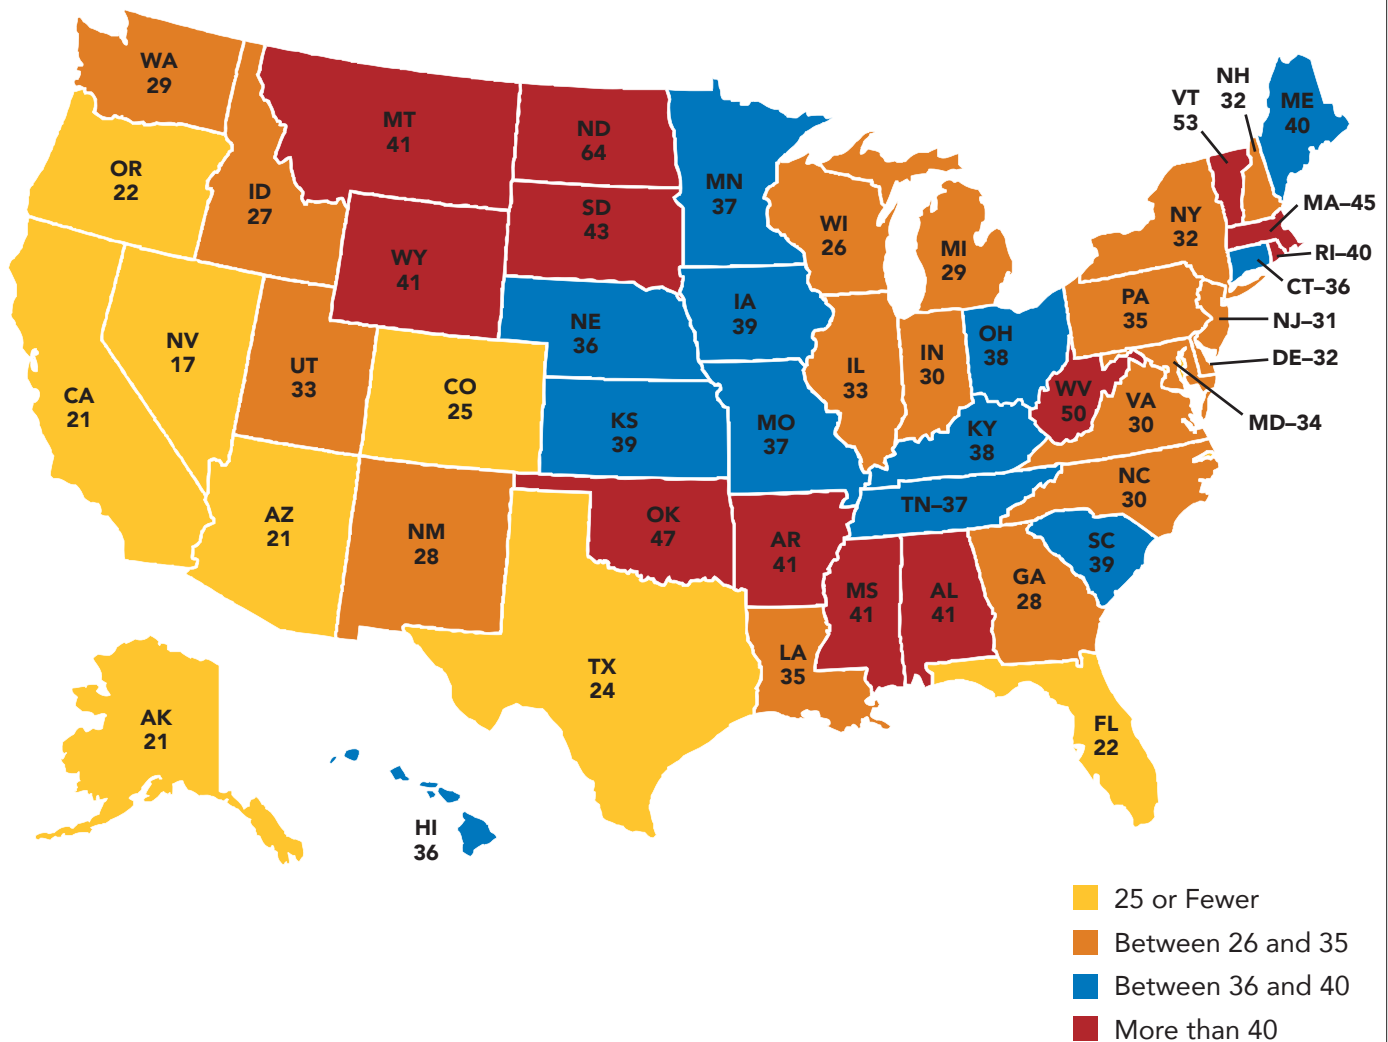 WA
29
OR
22
ID
27
MT
41
ND
64
SD
43
WY
41
MN
37
WI
26
MI
29
NY
32
VT
53
NH
32
ME
40
MA–45
RI–40
CT–36
NJ–31
DE–32
MD–34
PA
35
OH
38
IN
30
IL
33
IA
39
NE
36
NV
17
UT
33
CO
25
CA
21
KS
39
MO
37
KY
38
WV
50
VA
30
NC
30
TN–37
SC
39
AZ
21
NM
28
OK
47
AR
41
MS
41
AL
41
GA
28
LA
35
TX
24
FL
22
AK
21
HI
36
25 or Fewer
Between 26 and 35
Between 36 and 40
More than 40